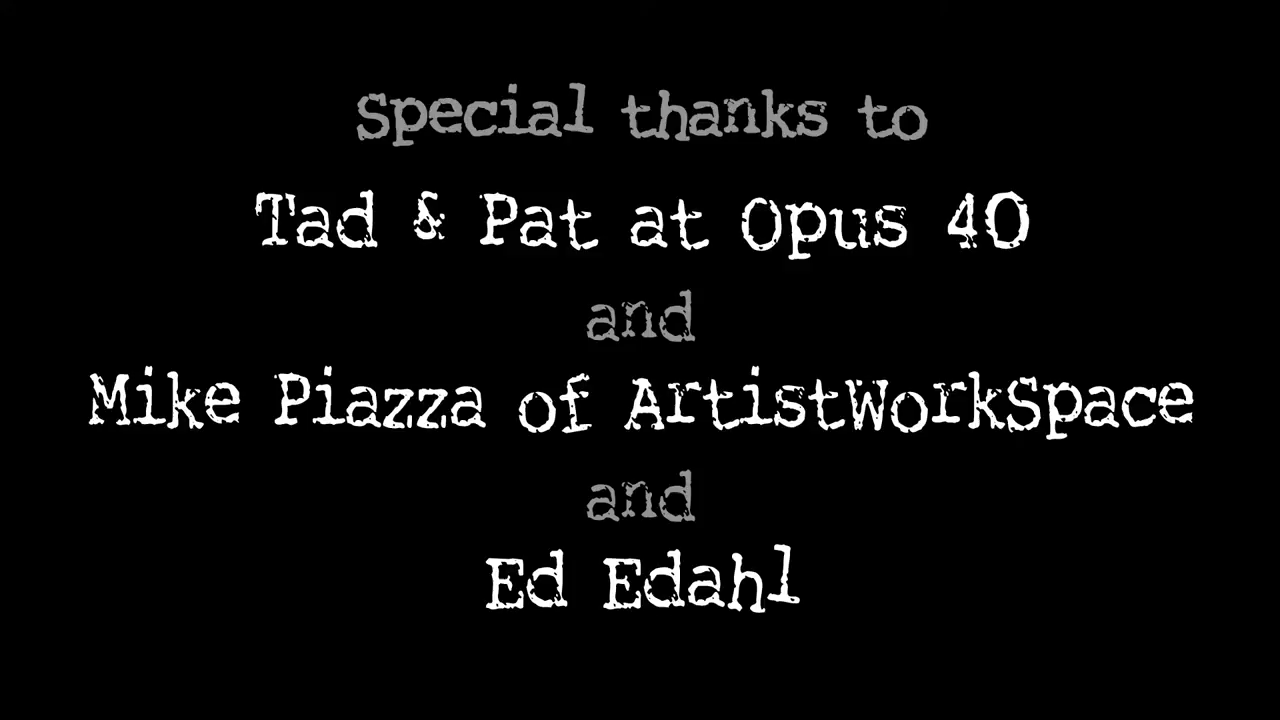 Special thanks to
Tad & Pat at Opus 40
and
Mike Piazza of ArtistWorkSpace
and
Ed Edahl